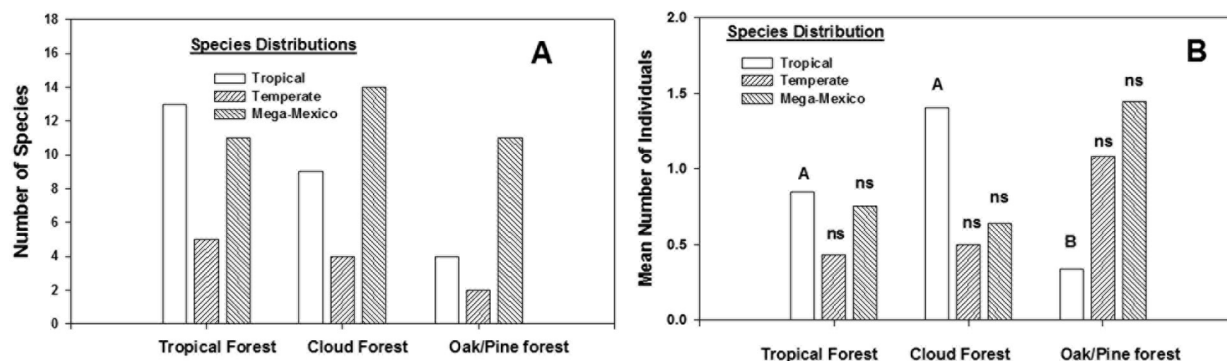 18
16
14
12
10
8
6
4
2
0
Number of Species
Species Distributions
Tropical
Temperate
Mega-Mexico
A
Tropical Forest Cloud Forest Oak/Pine forest
2.0
1.5
1.0
0.5
0.0
Mean Number of Individuals
Species Distribution
Tropical
Temperate
Mega-Mexico
B
A ns ns
A ns ns
B ns ns
Tropical Forest Cloud Forest Oak/Pine forest